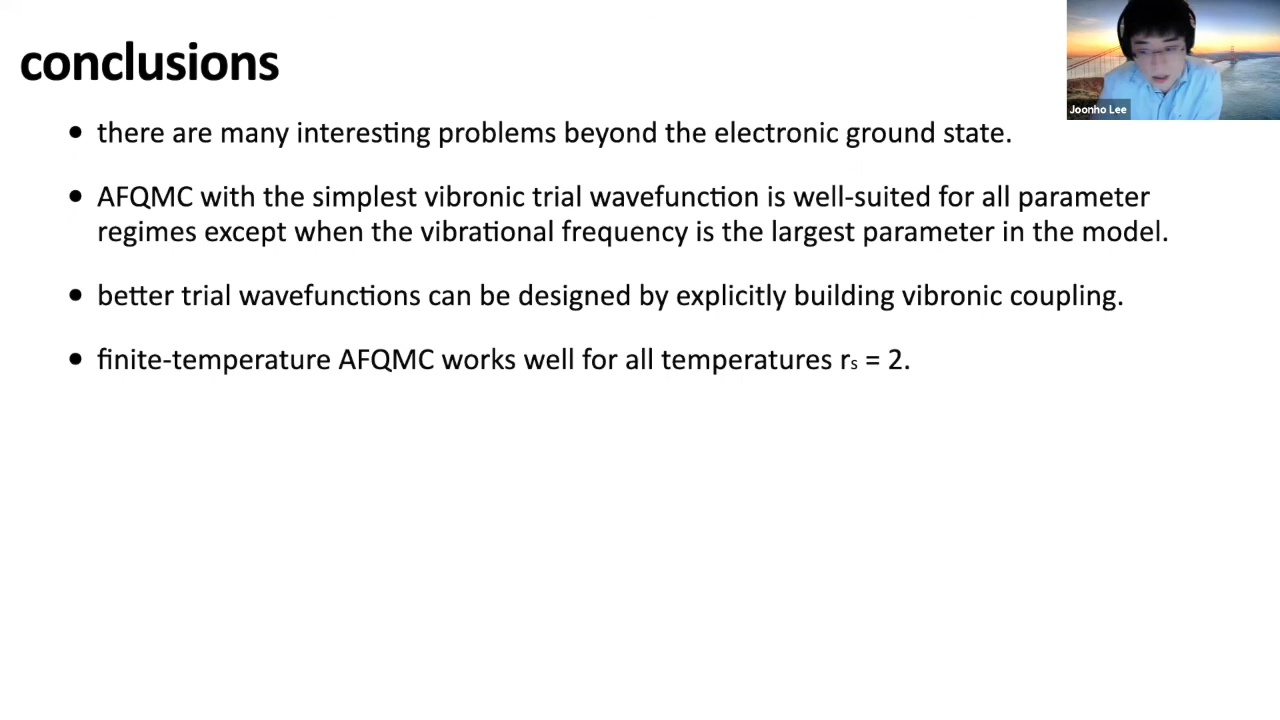 conclusions
Joonho Lee
• there are many interesting problems beyond the electronic ground state.
• AFQMC with the simplest vibronic trial wavefunction is well-suited for all parameter
regimes except when the vibrational frequency is the largest parameter in the model.
• better trial wavefunctions can be designed by explicitly building vibronic coupling.
• finite-temperature AFQMC works well for all temperatures rₛ = 2.